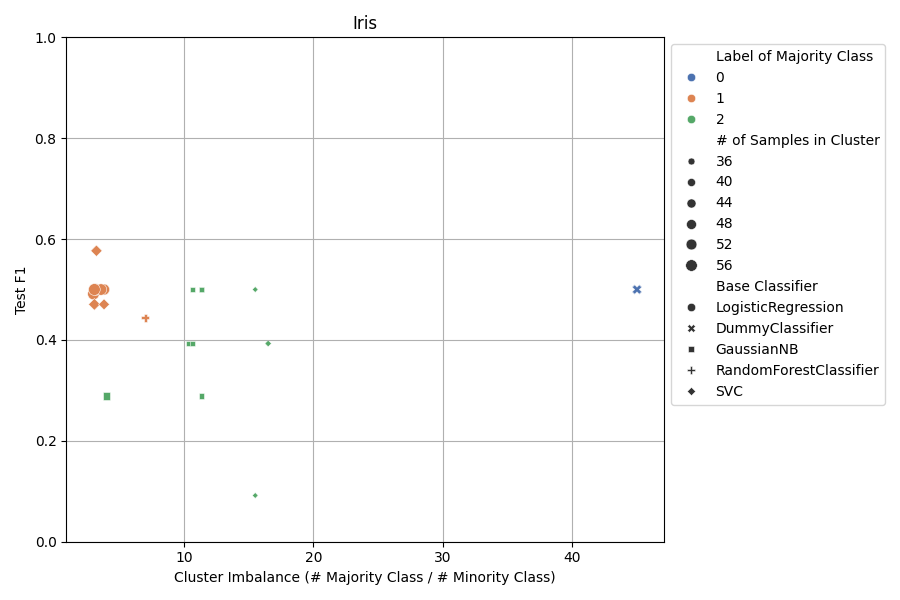 Iris
Test F1
1.0
0.8
0.6
0.4
0.2
0.0
10
20
30
40
Cluster Imbalance (# Majority Class / # Minority Class)
Label of Majority Class
0
1
2
# of Samples in Cluster
36
40
44
48
52
56
Base Classifier
LogisticRegression
DummyClassifier
GaussianNB
RandomForestClassifier
SVC